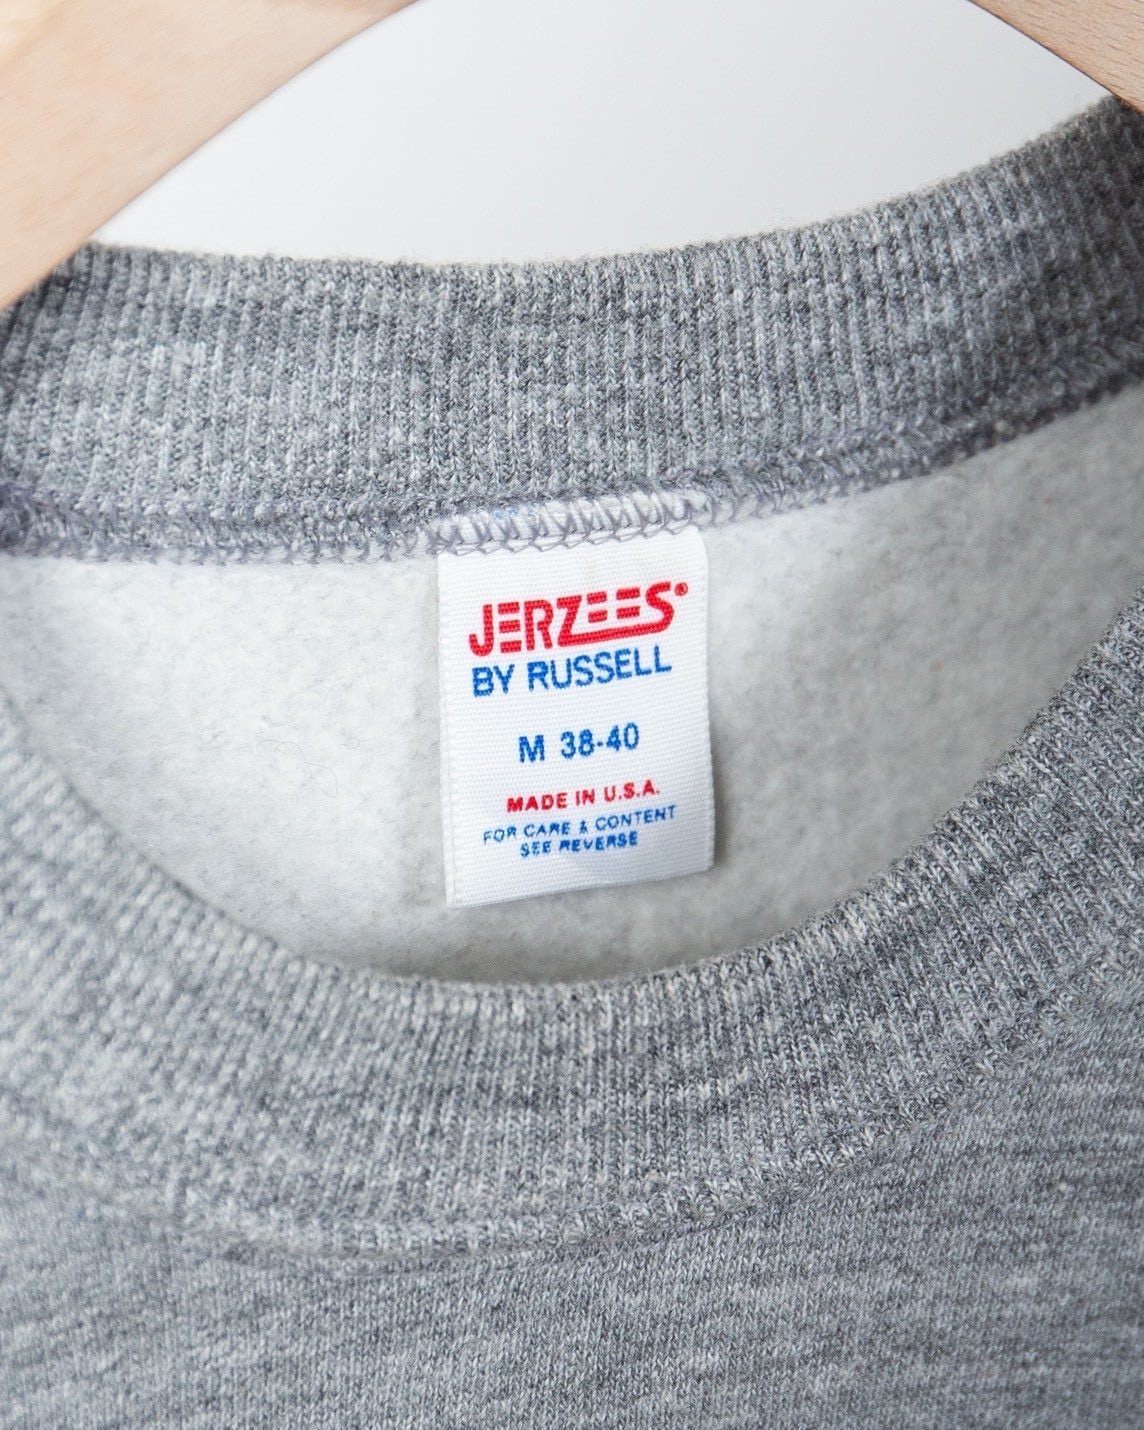 JERZEES®
BY RUSSELL
M 38-40
MADE IN U.S.A.
FOR CARE & CONTENT
SEE REVERSE